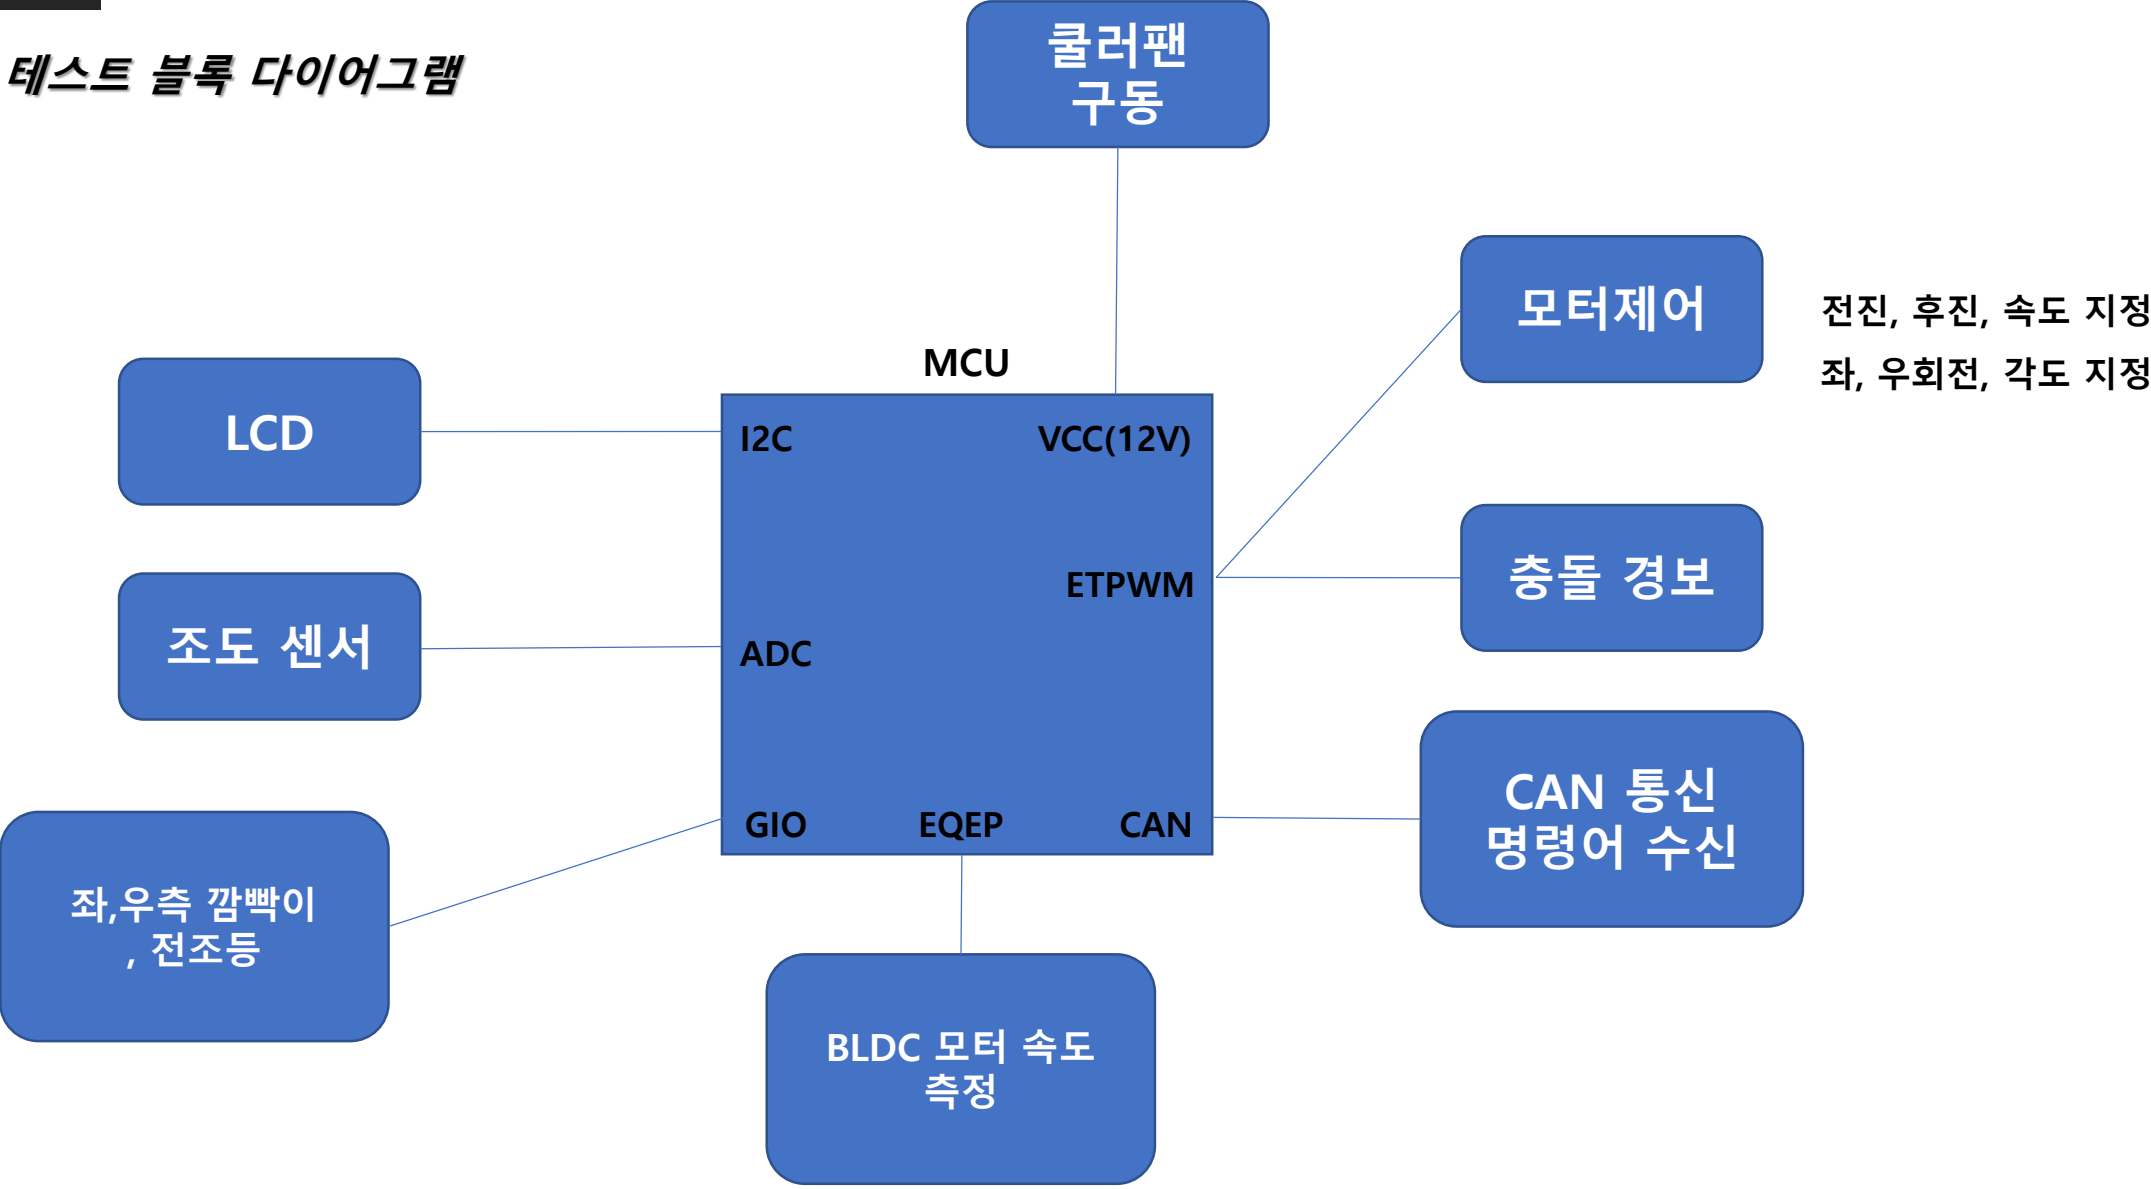 테스트 블록 다이어그램
쿨러팬
구동
모터제어
전진, 후진, 속도 지정
좌, 우회전, 각도 지정
MCU
LCD
I2C
VCC(12V)
ETPWM
충돌 경보
조도 센서
ADC
GIO
EQEP
CAN
CAN 통신
명령어 수신
좌,우측 깜빡이
, 전조등
BLDC 모터 속도
측정